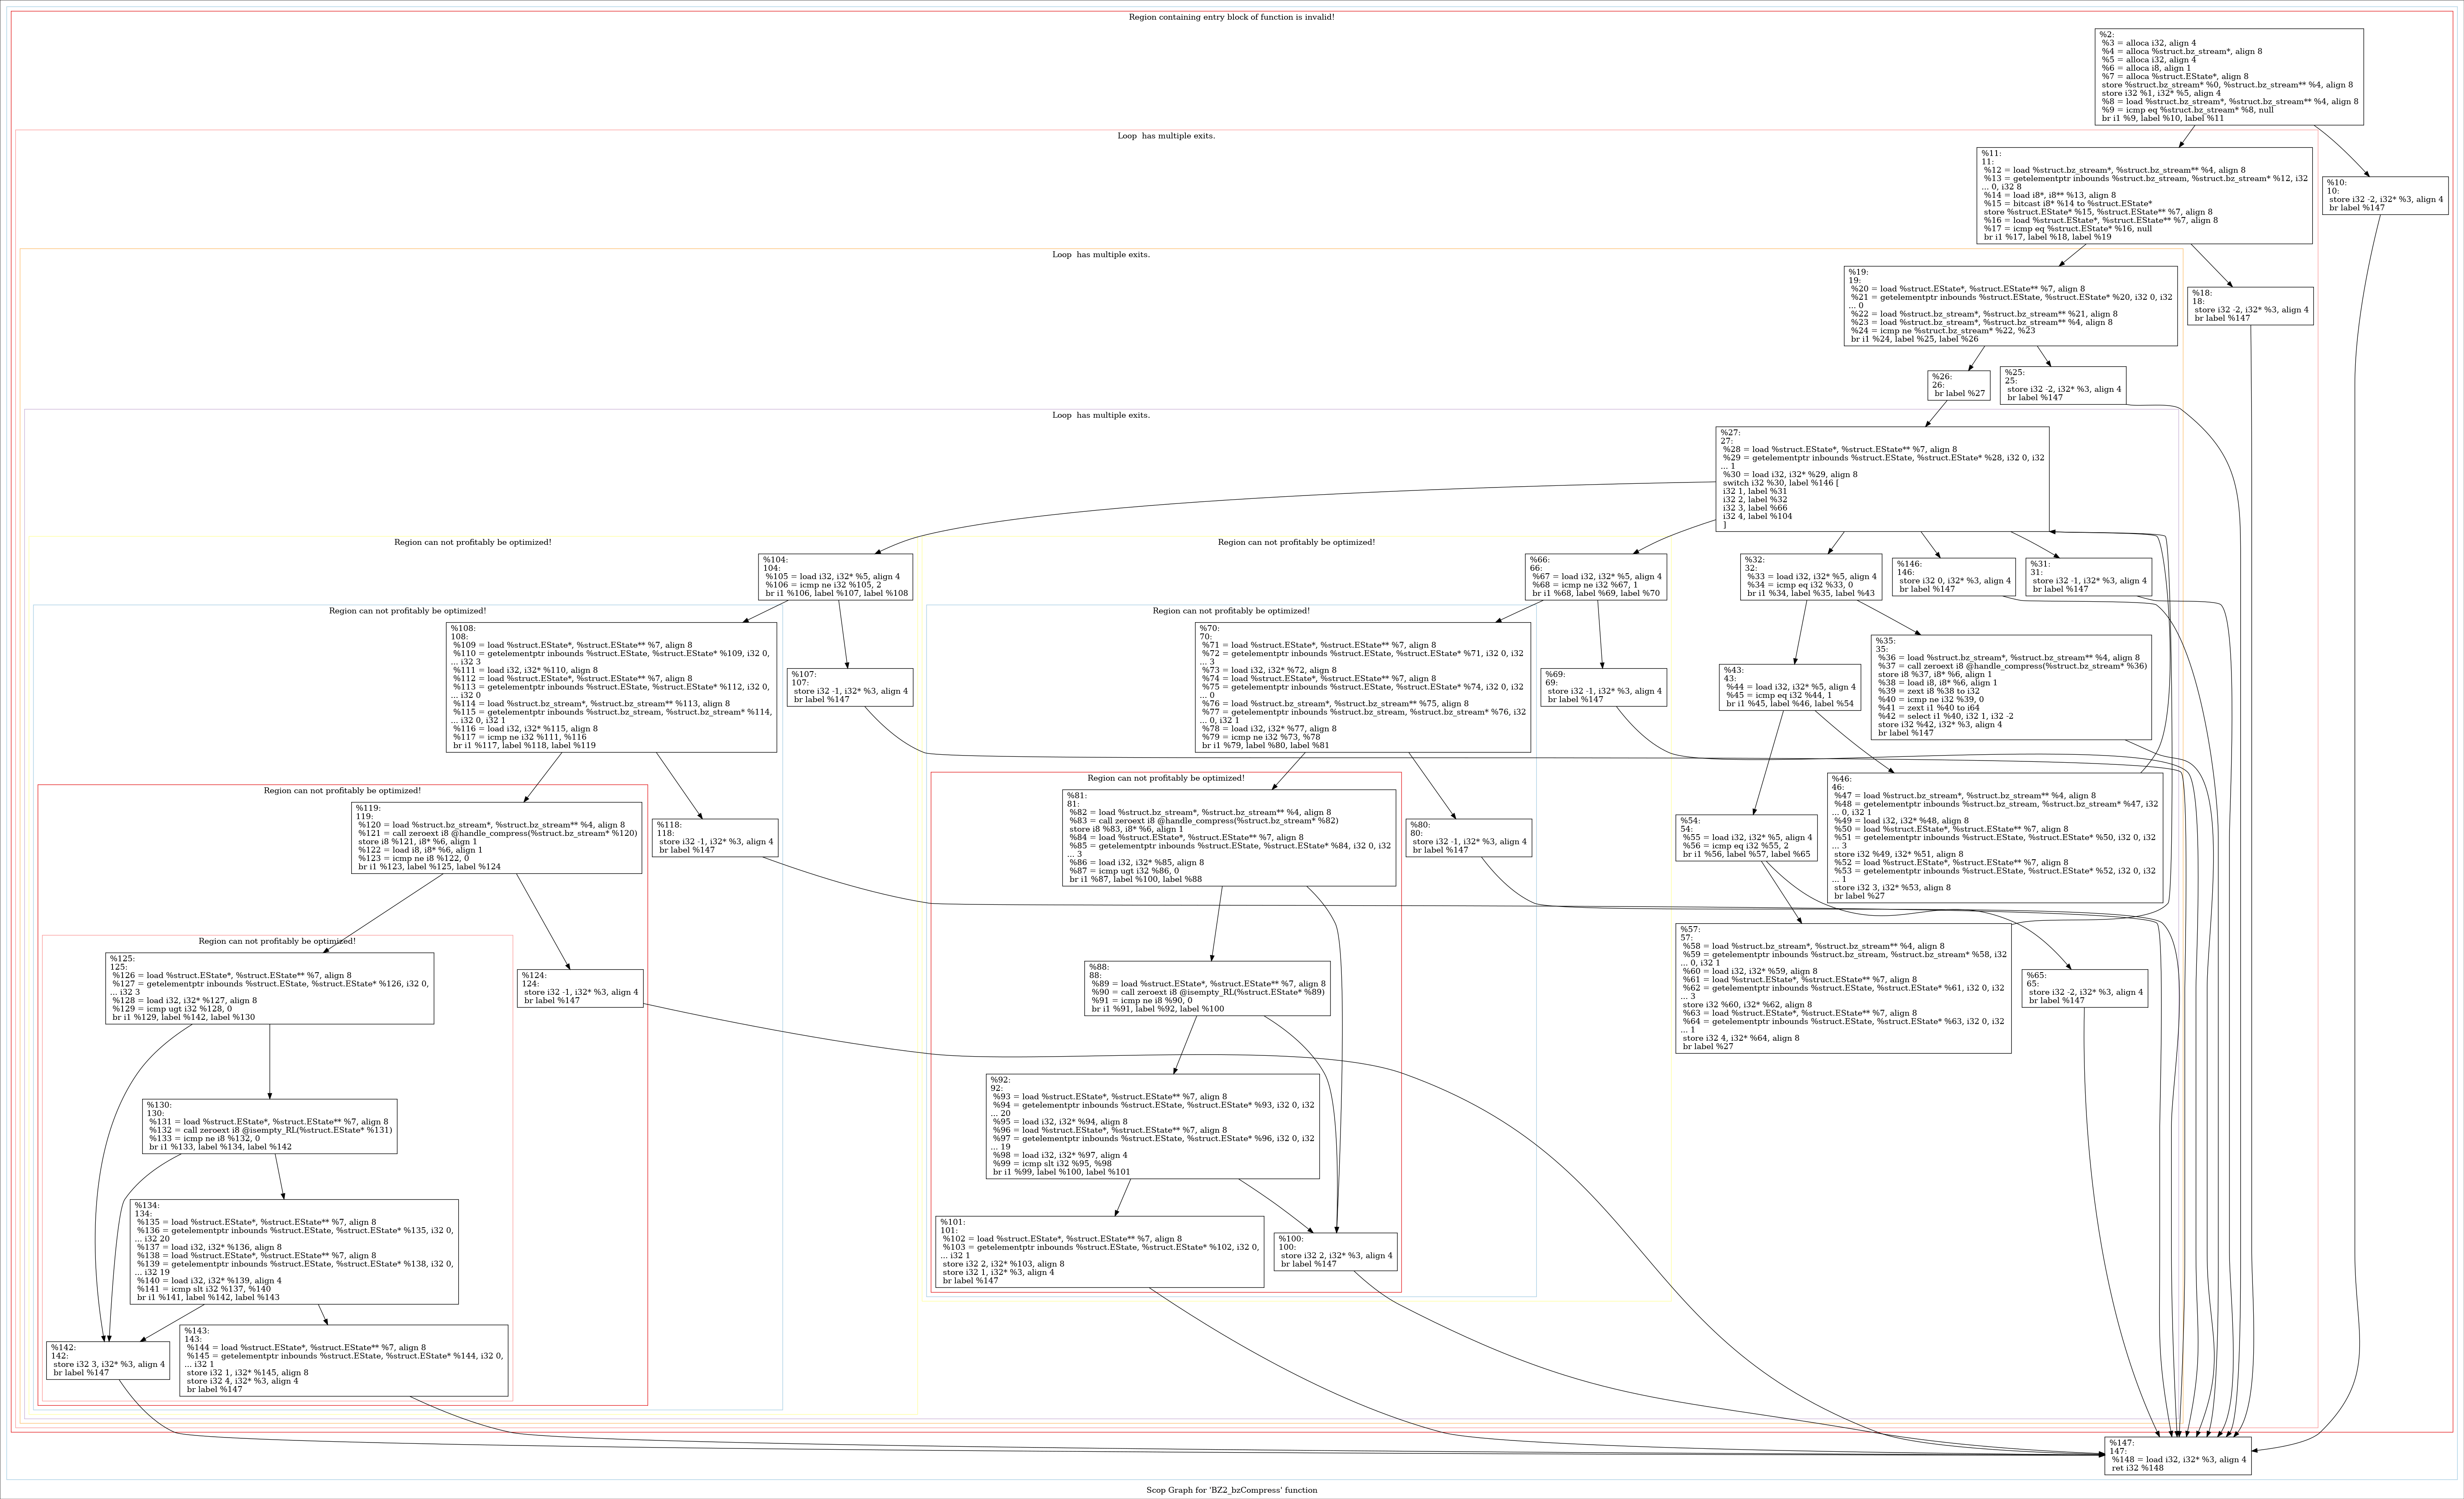 Region containing entry block of function is invalid!
%2:
%3 = alloca i32, align 4
%4 = alloca %struct.bz_stream*, align 8
%5 = alloca i32, align 4
%6 = alloca i8, align 1
%7 = alloca %struct.EState*, align 8
store %struct.bz_stream* %0, %struct.bz_stream** %4, align 8
store i32 %1, i32* %5, align 4
%8 = load %struct.bz_stream*, %struct.bz_stream** %4, align 8
%9 = icmp eq %struct.bz_stream* %8, null
br i1 %9, label %10, label %11
Loop  has multiple exits.
%11:
11:
%12 = load %struct.bz_stream*, %struct.bz_stream** %4, align 8
%13 = getelementptr inbounds %struct.bz_stream, %struct.bz_stream* %12, i32
... 0, i32 8
%14 = load i8*, i8** %13, align 8
%15 = bitcast i8* %14 to %struct.EState*
store %struct.EState* %15, %struct.EState** %7, align 8
%16 = load %struct.EState*, %struct.EState** %7, align 8
%17 = icmp eq %struct.EState* %16, null
br i1 %17, label %18, label %19
%10:
10:
store i32 -2, i32* %3, align 4
br label %147
Loop  has multiple exits.
%19:
19:
%20 = load %struct.EState*, %struct.EState** %7, align 8
%21 = getelementptr inbounds %struct.EState, %struct.EState* %20, i32 0, i32
... 0
%22 = load %struct.bz_stream*, %struct.bz_stream** %21, align 8
%23 = load %struct.bz_stream*, %struct.bz_stream** %4, align 8
%24 = icmp ne %struct.bz_stream* %22, %23
br i1 %24, label %25, label %26
%18:
18:
store i32 -2, i32* %3, align 4
br label %147
%26:
26:
br label %27
%25:
25:
store i32 -2, i32* %3, align 4
br label %147
Loop  has multiple exits.
%27:
27:
%28 = load %struct.EState*, %struct.EState** %7, align 8
%29 = getelementptr inbounds %struct.EState, %struct.EState* %28, i32 0, i32
... 1
%30 = load i32, i32* %29, align 8
switch i32 %30, label %146 [
i32 1, label %31
i32 2, label %32
i32 3, label %66
i32 4, label %104
]
Region can not profitably be optimized!
%104:
104:
%105 = load i32, i32* %5, align 4
%106 = icmp ne i32 %105, 2
br i1 %106, label %107, label %108
Region can not profitably be optimized!
%66:
66:
%67 = load i32, i32* %5, align 4
%68 = icmp ne i32 %67, 1
br i1 %68, label %69, label %70
%32:
32:
%33 = load i32, i32* %5, align 4
%34 = icmp eq i32 %33, 0
br i1 %34, label %35, label %43
%146:
146:
store i32 0, i32* %3, align 4
br label %147
%31:
31:
store i32 -1, i32* %3, align 4
br label %147
Region can not profitably be optimized!
%108:
108:
%109 = load %struct.EState*, %struct.EState** %7, align 8
%110 = getelementptr inbounds %struct.EState, %struct.EState* %109, i32 0,
... i32 3
%111 = load i32, i32* %110, align 8
%112 = load %struct.EState*, %struct.EState** %7, align 8
%113 = getelementptr inbounds %struct.EState, %struct.EState* %112, i32 0,
... i32 0
%114 = load %struct.bz_stream*, %struct.bz_stream** %113, align 8
%115 = getelementptr inbounds %struct.bz_stream, %struct.bz_stream* %114,
... i32 0, i32 1
%116 = load i32, i32* %115, align 8
%117 = icmp ne i32 %111, %116
br i1 %117, label %118, label %119
%107:
107:
store i32 -1, i32* %3, align 4
br label %147
Region can not profitably be optimized!
%70:
70:
%71 = load %struct.EState*, %struct.EState** %7, align 8
%72 = getelementptr inbounds %struct.EState, %struct.EState* %71, i32 0, i32
... 3
%73 = load i32, i32* %72, align 8
%74 = load %struct.EState*, %struct.EState** %7, align 8
%75 = getelementptr inbounds %struct.EState, %struct.EState* %74, i32 0, i32
... 0
%76 = load %struct.bz_stream*, %struct.bz_stream** %75, align 8
%77 = getelementptr inbounds %struct.bz_stream, %struct.bz_stream* %76, i32
... 0, i32 1
%78 = load i32, i32* %77, align 8
%79 = icmp ne i32 %73, %78
br i1 %79, label %80, label %81
%69:
69:
store i32 -1, i32* %3, align 4
br label %147
%43:
43:
%44 = load i32, i32* %5, align 4
%45 = icmp eq i32 %44, 1
br i1 %45, label %46, label %54
%35:
35:
%36 = load %struct.bz_stream*, %struct.bz_stream** %4, align 8
%37 = call zeroext i8 @handle_compress(%struct.bz_stream* %36)
store i8 %37, i8* %6, align 1
%38 = load i8, i8* %6, align 1
%39 = zext i8 %38 to i32
%40 = icmp ne i32 %39, 0
%41 = zext i1 %40 to i64
%42 = select i1 %40, i32 1, i32 -2
store i32 %42, i32* %3, align 4
br label %147
Region can not profitably be optimized!
%119:
119:
%120 = load %struct.bz_stream*, %struct.bz_stream** %4, align 8
%121 = call zeroext i8 @handle_compress(%struct.bz_stream* %120)
store i8 %121, i8* %6, align 1
%122 = load i8, i8* %6, align 1
%123 = icmp ne i8 %122, 0
br i1 %123, label %125, label %124
%118:
118:
store i32 -1, i32* %3, align 4
br label %147
Region can not profitably be optimized!
%81:
81:
%82 = load %struct.bz_stream*, %struct.bz_stream** %4, align 8
%83 = call zeroext i8 @handle_compress(%struct.bz_stream* %82)
store i8 %83, i8* %6, align 1
%84 = load %struct.EState*, %struct.EState** %7, align 8
%85 = getelementptr inbounds %struct.EState, %struct.EState* %84, i32 0, i32
... 3
%86 = load i32, i32* %85, align 8
%87 = icmp ugt i32 %86, 0
br i1 %87, label %100, label %88
%80:
80:
store i32 -1, i32* %3, align 4
br label %147
%54:
54:
%55 = load i32, i32* %5, align 4
%56 = icmp eq i32 %55, 2
br i1 %56, label %57, label %65
%46:
46:
%47 = load %struct.bz_stream*, %struct.bz_stream** %4, align 8
%48 = getelementptr inbounds %struct.bz_stream, %struct.bz_stream* %47, i32
... 0, i32 1
%49 = load i32, i32* %48, align 8
%50 = load %struct.EState*, %struct.EState** %7, align 8
%51 = getelementptr inbounds %struct.EState, %struct.EState* %50, i32 0, i32
... 3
store i32 %49, i32* %51, align 8
%52 = load %struct.EState*, %struct.EState** %7, align 8
%53 = getelementptr inbounds %struct.EState, %struct.EState* %52, i32 0, i32
... 1
store i32 3, i32* %53, align 8
br label %27
Region can not profitably be optimized!
%125:
125:
%126 = load %struct.EState*, %struct.EState** %7, align 8
%127 = getelementptr inbounds %struct.EState, %struct.EState* %126, i32 0,
... i32 3
%128 = load i32, i32* %127, align 8
%129 = icmp ugt i32 %128, 0
br i1 %129, label %142, label %130
%124:
124:
store i32 -1, i32* %3, align 4
br label %147
%88:
88:
%89 = load %struct.EState*, %struct.EState** %7, align 8
%90 = call zeroext i8 @isempty_RL(%struct.EState* %89)
%91 = icmp ne i8 %90, 0
br i1 %91, label %92, label %100
%57:
57:
%58 = load %struct.bz_stream*, %struct.bz_stream** %4, align 8
%59 = getelementptr inbounds %struct.bz_stream, %struct.bz_stream* %58, i32
... 0, i32 1
%60 = load i32, i32* %59, align 8
%61 = load %struct.EState*, %struct.EState** %7, align 8
%62 = getelementptr inbounds %struct.EState, %struct.EState* %61, i32 0, i32
... 3
store i32 %60, i32* %62, align 8
%63 = load %struct.EState*, %struct.EState** %7, align 8
%64 = getelementptr inbounds %struct.EState, %struct.EState* %63, i32 0, i32
... 1
store i32 4, i32* %64, align 8
br label %27
%65:
65:
store i32 -2, i32* %3, align 4
br label %147
%130:
130:
%131 = load %struct.EState*, %struct.EState** %7, align 8
%132 = call zeroext i8 @isempty_RL(%struct.EState* %131)
%133 = icmp ne i8 %132, 0
br i1 %133, label %134, label %142
%92:
92:
%93 = load %struct.EState*, %struct.EState** %7, align 8
%94 = getelementptr inbounds %struct.EState, %struct.EState* %93, i32 0, i32
... 20
%95 = load i32, i32* %94, align 8
%96 = load %struct.EState*, %struct.EState** %7, align 8
%97 = getelementptr inbounds %struct.EState, %struct.EState* %96, i32 0, i32
... 19
%98 = load i32, i32* %97, align 4
%99 = icmp slt i32 %95, %98
br i1 %99, label %100, label %101
%134:
134:
%135 = load %struct.EState*, %struct.EState** %7, align 8
%136 = getelementptr inbounds %struct.EState, %struct.EState* %135, i32 0,
... i32 20
%137 = load i32, i32* %136, align 8
%138 = load %struct.EState*, %struct.EState** %7, align 8
%139 = getelementptr inbounds %struct.EState, %struct.EState* %138, i32 0,
... i32 19
%140 = load i32, i32* %139, align 4
%141 = icmp slt i32 %137, %140
br i1 %141, label %142, label %143
%101:
101:
%102 = load %struct.EState*, %struct.EState** %7, align 8
%103 = getelementptr inbounds %struct.EState, %struct.EState* %102, i32 0,
... i32 1
store i32 2, i32* %103, align 8
store i32 1, i32* %3, align 4
br label %147
%100:
100:
store i32 2, i32* %3, align 4
br label %147
%142:
142:
store i32 3, i32* %3, align 4
br label %147
%143:
143:
%144 = load %struct.EState*, %struct.EState** %7, align 8
%145 = getelementptr inbounds %struct.EState, %struct.EState* %144, i32 0,
... i32 1
store i32 1, i32* %145, align 8
store i32 4, i32* %3, align 4
br label %147
%147:
147:
%148 = load i32, i32* %3, align 4
ret i32 %148
Scop Graph for 'BZ2_bzCompress' function